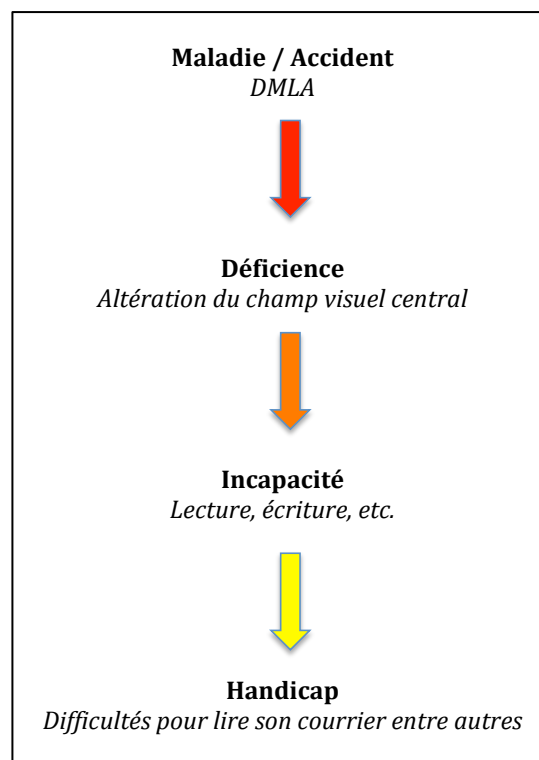 Maladie / Accident
DMLA
Déficience
Altération du champ visuel central
Incapacité
Lecture, écriture, etc.
Handicap
Difficultés pour lire son courrier entre autres